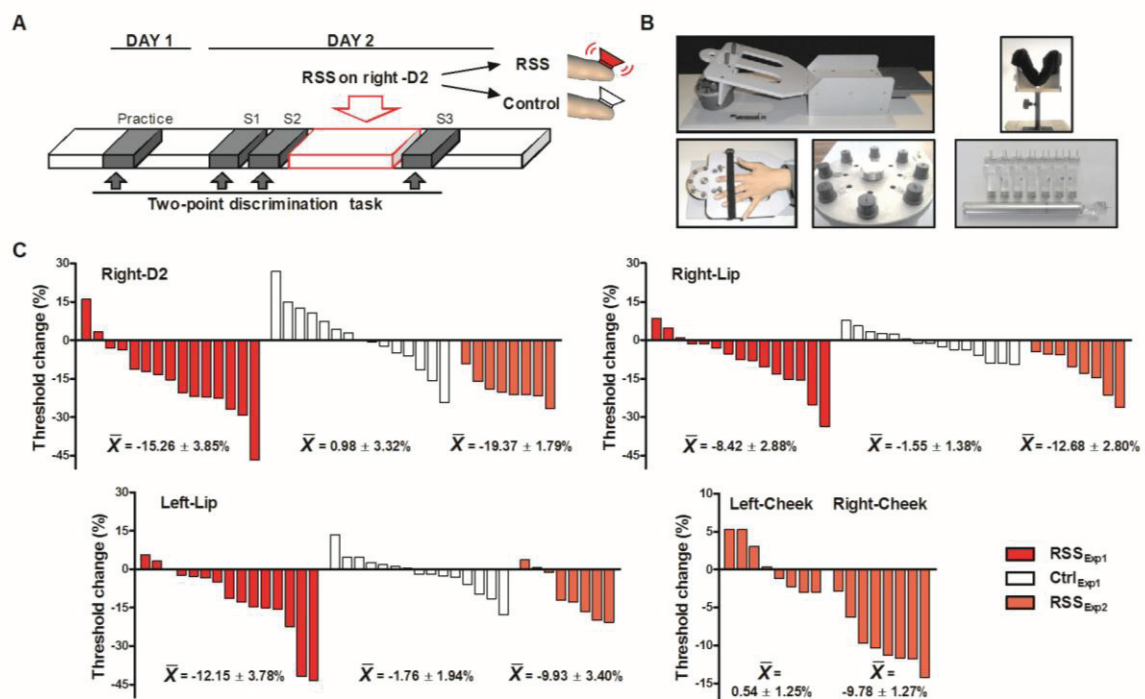 A
DAY 1
DAY 2
RSS on right -D2
RSS
Control
Practice
S1
S2
S3
Two-point discrimination task
B
C
Threshold change (%)
30
15
0
-15
-30
-45
Right-D2
X̄ = -15.26 ± 3.85%
X̄ = 0.98 ± 3.32%
X̄ = -19.37 ± 1.79%
Threshold change (%)
30
15
0
-15
-30
-45
Right-Lip
X̄ = -8.42 ± 2.88%
X̄ = -1.55 ± 1.38%
X̄ = -12.68 ± 2.80%
Threshold change (%)
30
15
0
-15
-30
-45
Left-Lip
X̄ = -12.15 ± 3.78%
X̄ = -1.76 ± 1.94%
X̄ = -9.93 ± 3.40%
Threshold change (%)
10
5
0
-5
-10
-15
Left-Cheek
Right-Cheek
X̄ =
0.54 ± 1.25%
X̄ =
-9.78 ± 1.27%
RSSExp1
CtrlExp1
RSSExp2